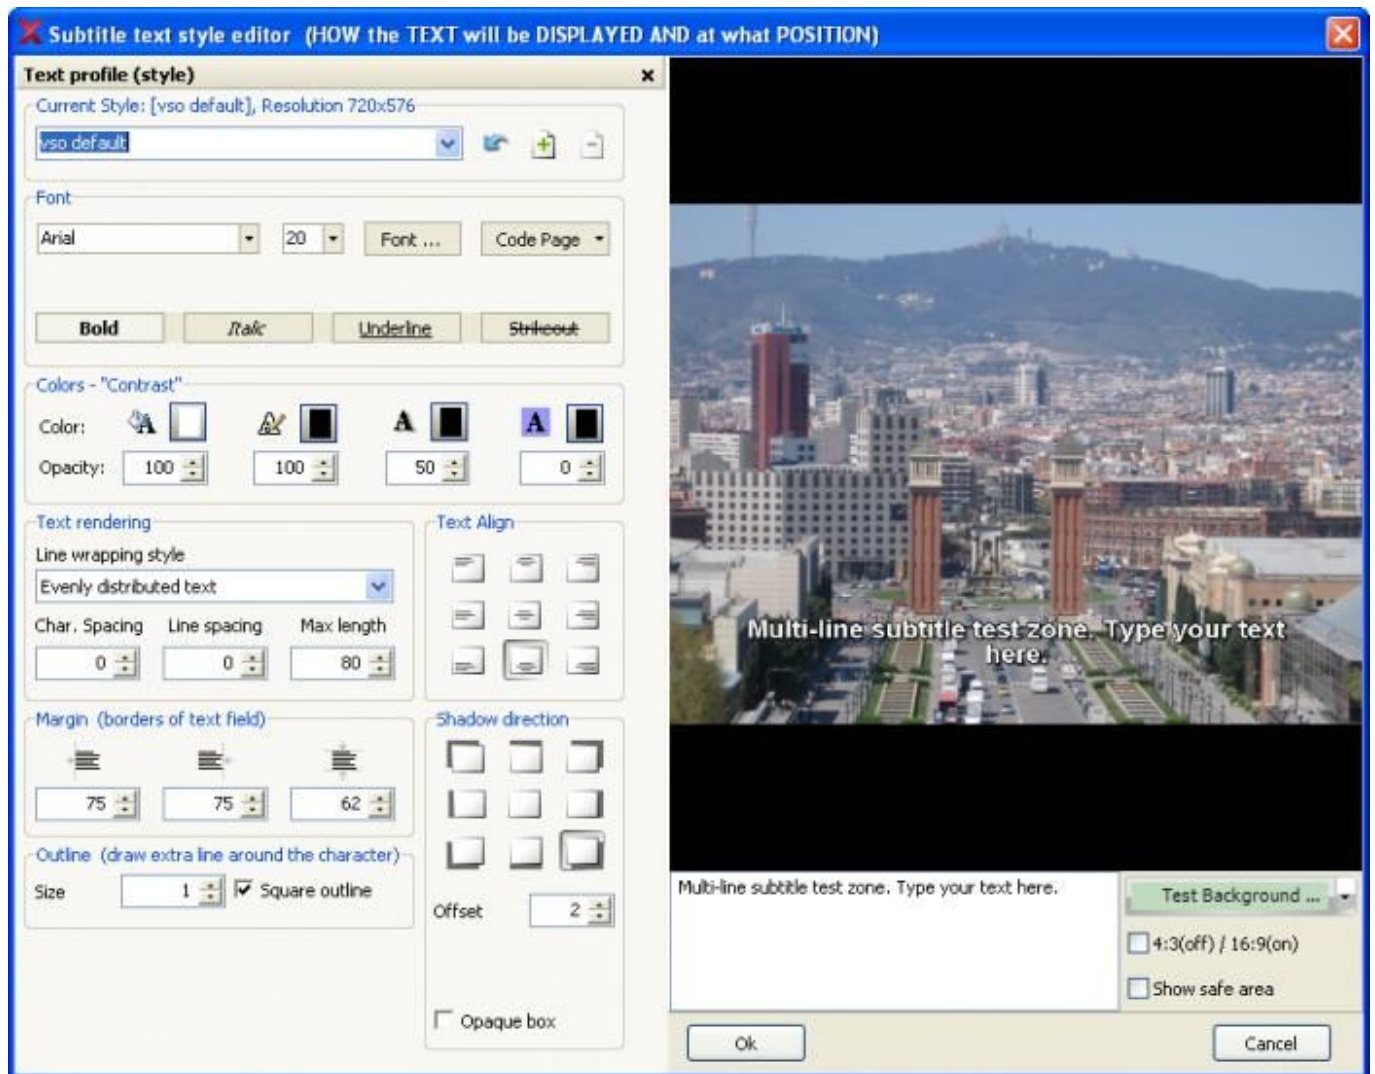 Subtitle text style editor (HOW the TEXT will be DISPLAYED AND at what POSITION)
Text profile (style)
Current Style: [vso default], Resolution 720x576
vso default
Font
Arial
20
Font ...
Code Page
Bold
Italic
Underline
Strikeout
Colors - "Contrast"
Color:
A
A
A
A
Opacity:
100
100
50
0
Text rendering
Line wrapping style
Evenly distributed text
Char. Spacing
Line spacing
Max length
0
0
80
Text Align
Margin (borders of text field)
75
75
62
Outline (draw extra line around the character)
Size
1
Square outline
Shadow direction
Offset
2
Opaque box
Multi-line subtitle test zone. Type your text
here.
Multi-line subtitle test zone. Type your text here.
Test Background ...
4:3(off) / 16:9(on)
Show safe area
Ok
Cancel